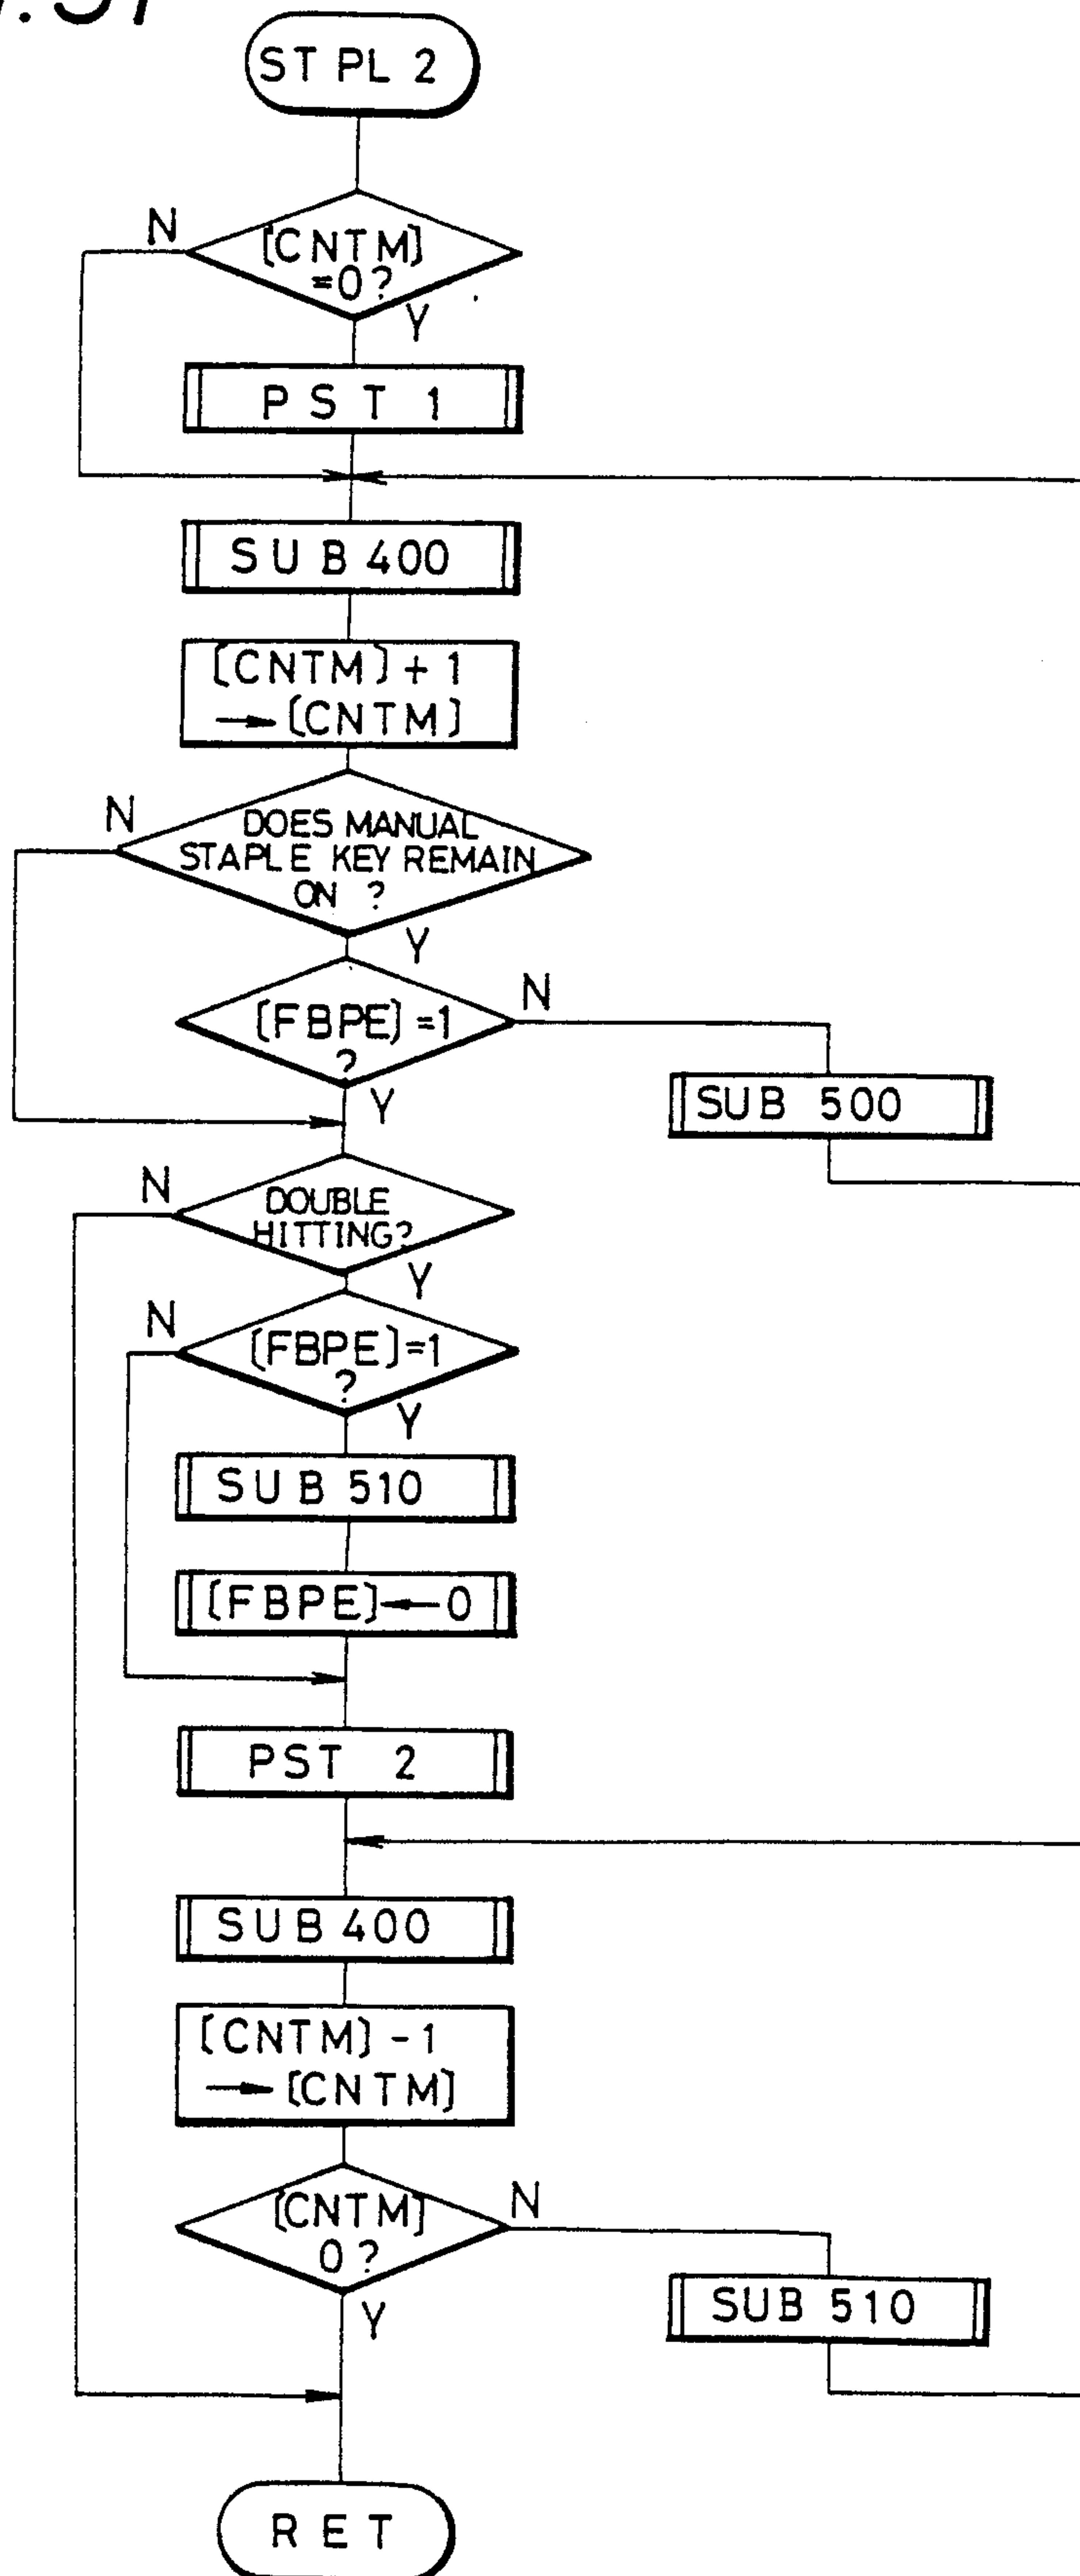 ST PL 2
N
[CNTM]
=0?
Y
PST 1
SUB 400
[CNTM]+1
→[CNTM]
N
DOES MANUAL
STAPLE KEY REMAIN
ON ?
Y
[FBPE]=1
?
N
Y
SUB 500
N
DOUBLE
HITTING?
Y
N
[FBPE]=1
?
Y
SUB 510
[FBPE]←0
PST 2
SUB 400
[CNTM]-1
→[CNTM]
[CNTM]
0?
N
Y
SUB 510
RET